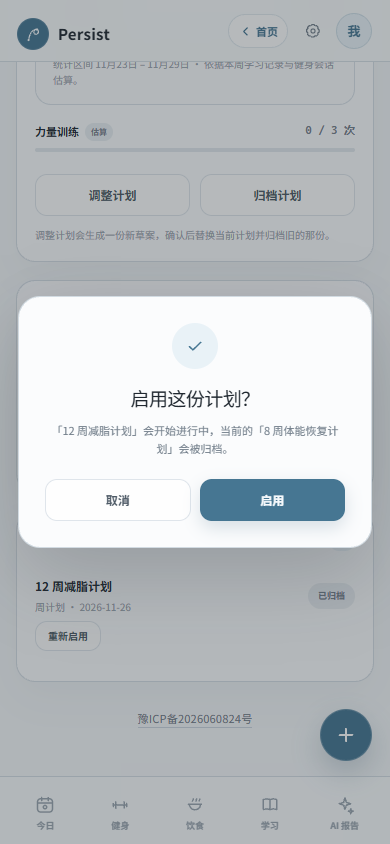 Persist
首页
我
统计区间 11月23日 – 11月29日 · 依据本周学习记录与健身会话
估算。
力量训练 估算 0 / 3 次
调整计划 归档计划
调整计划会生成一份新草案，确认后替换当前计划并归档旧的那份。
启用这份计划？
「12 周减脂计划」会开始进行中，当前的「8 周体能恢复计
划」会被归档。
取消 启用
12 周减脂计划
周计划 · 2026-11-26
已归档
重新启用
豫ICP备2026060824号
今日 健身 饮食 学习 AI 报告